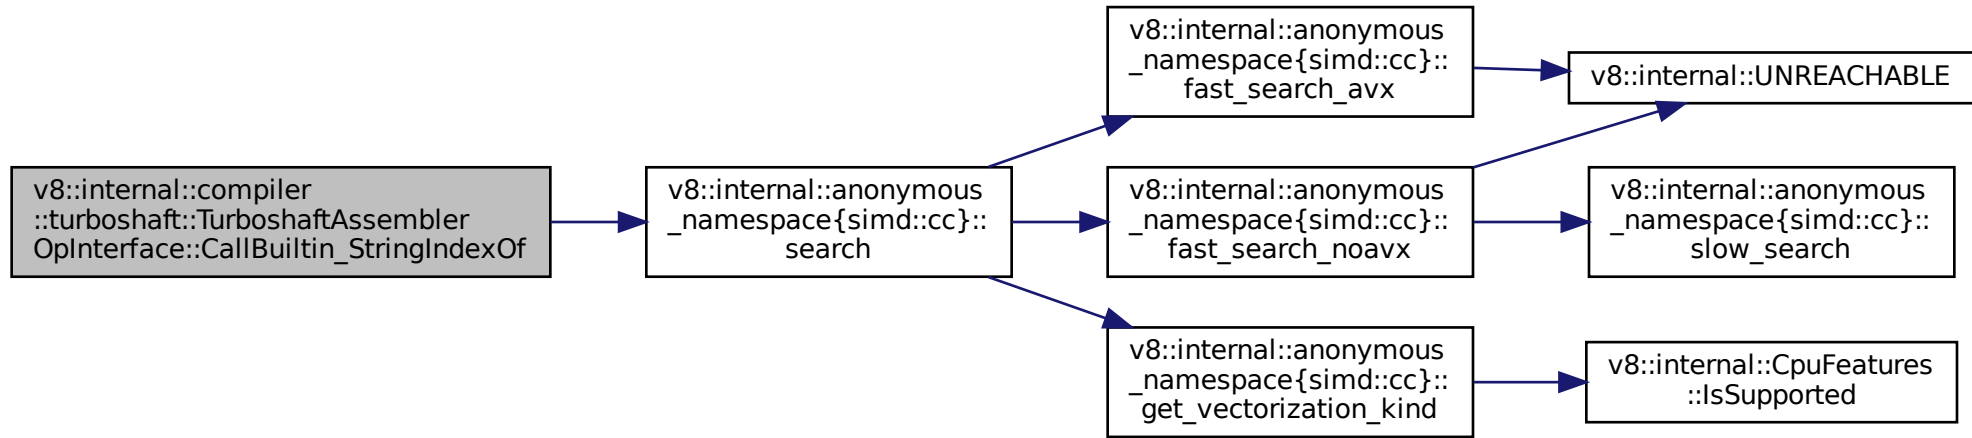 v8::internal::compiler
::turboshaft::TurboshaftAssembler
OpInterface::CallBuiltin_StringIndexOf
v8::internal::anonymous
_namespace{simd::cc}::
search
v8::internal::anonymous
_namespace{simd::cc}::
fast_search_avx
v8::internal::UNREACHABLE
v8::internal::anonymous
_namespace{simd::cc}::
fast_search_noavx
v8::internal::anonymous
_namespace{simd::cc}::
slow_search
v8::internal::anonymous
_namespace{simd::cc}::
get_vectorization_kind
v8::internal::CpuFeatures
::IsSupported